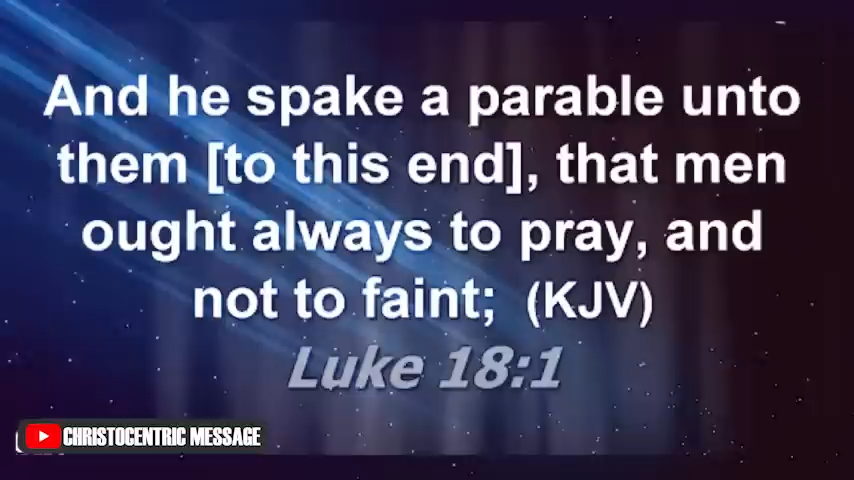 And he spake a parable unto
them [to this end], that men
ought always to pray, and
not to faint; (KJV)
Luke 18:1
CHRISTOCENTRIC MESSAGE